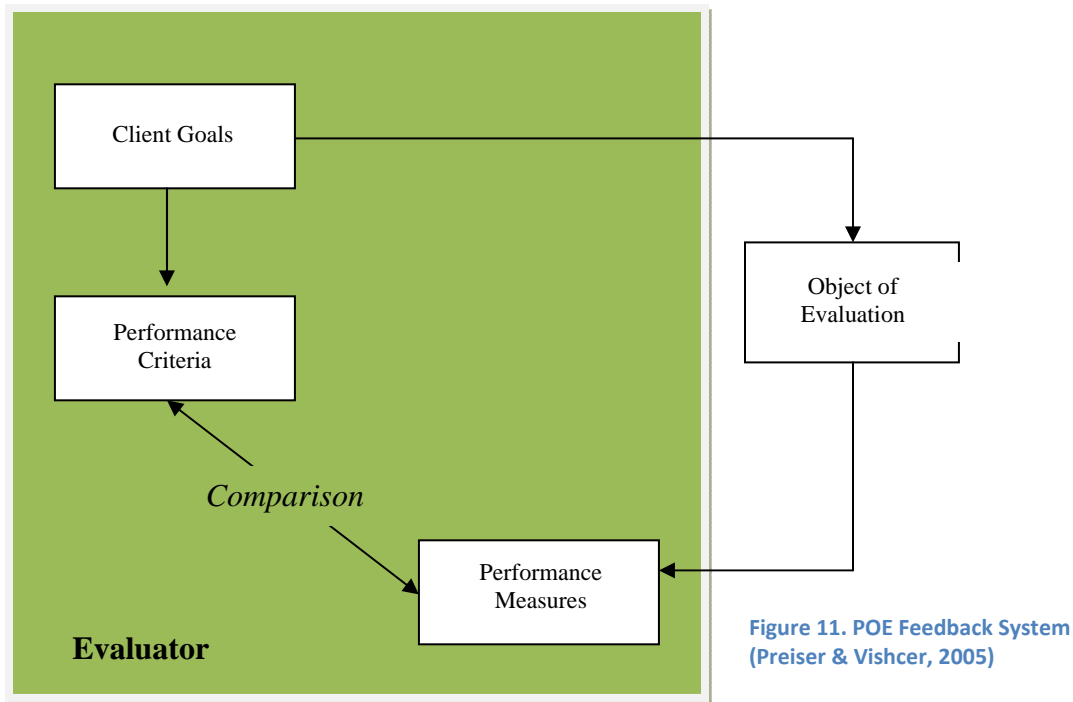 Client Goals
Object of
Evaluation
Performance
Criteria
Comparison
Performance
Measures
Evaluator
Figure 11. POE Feedback System
(Preiser & Vishcer, 2005)